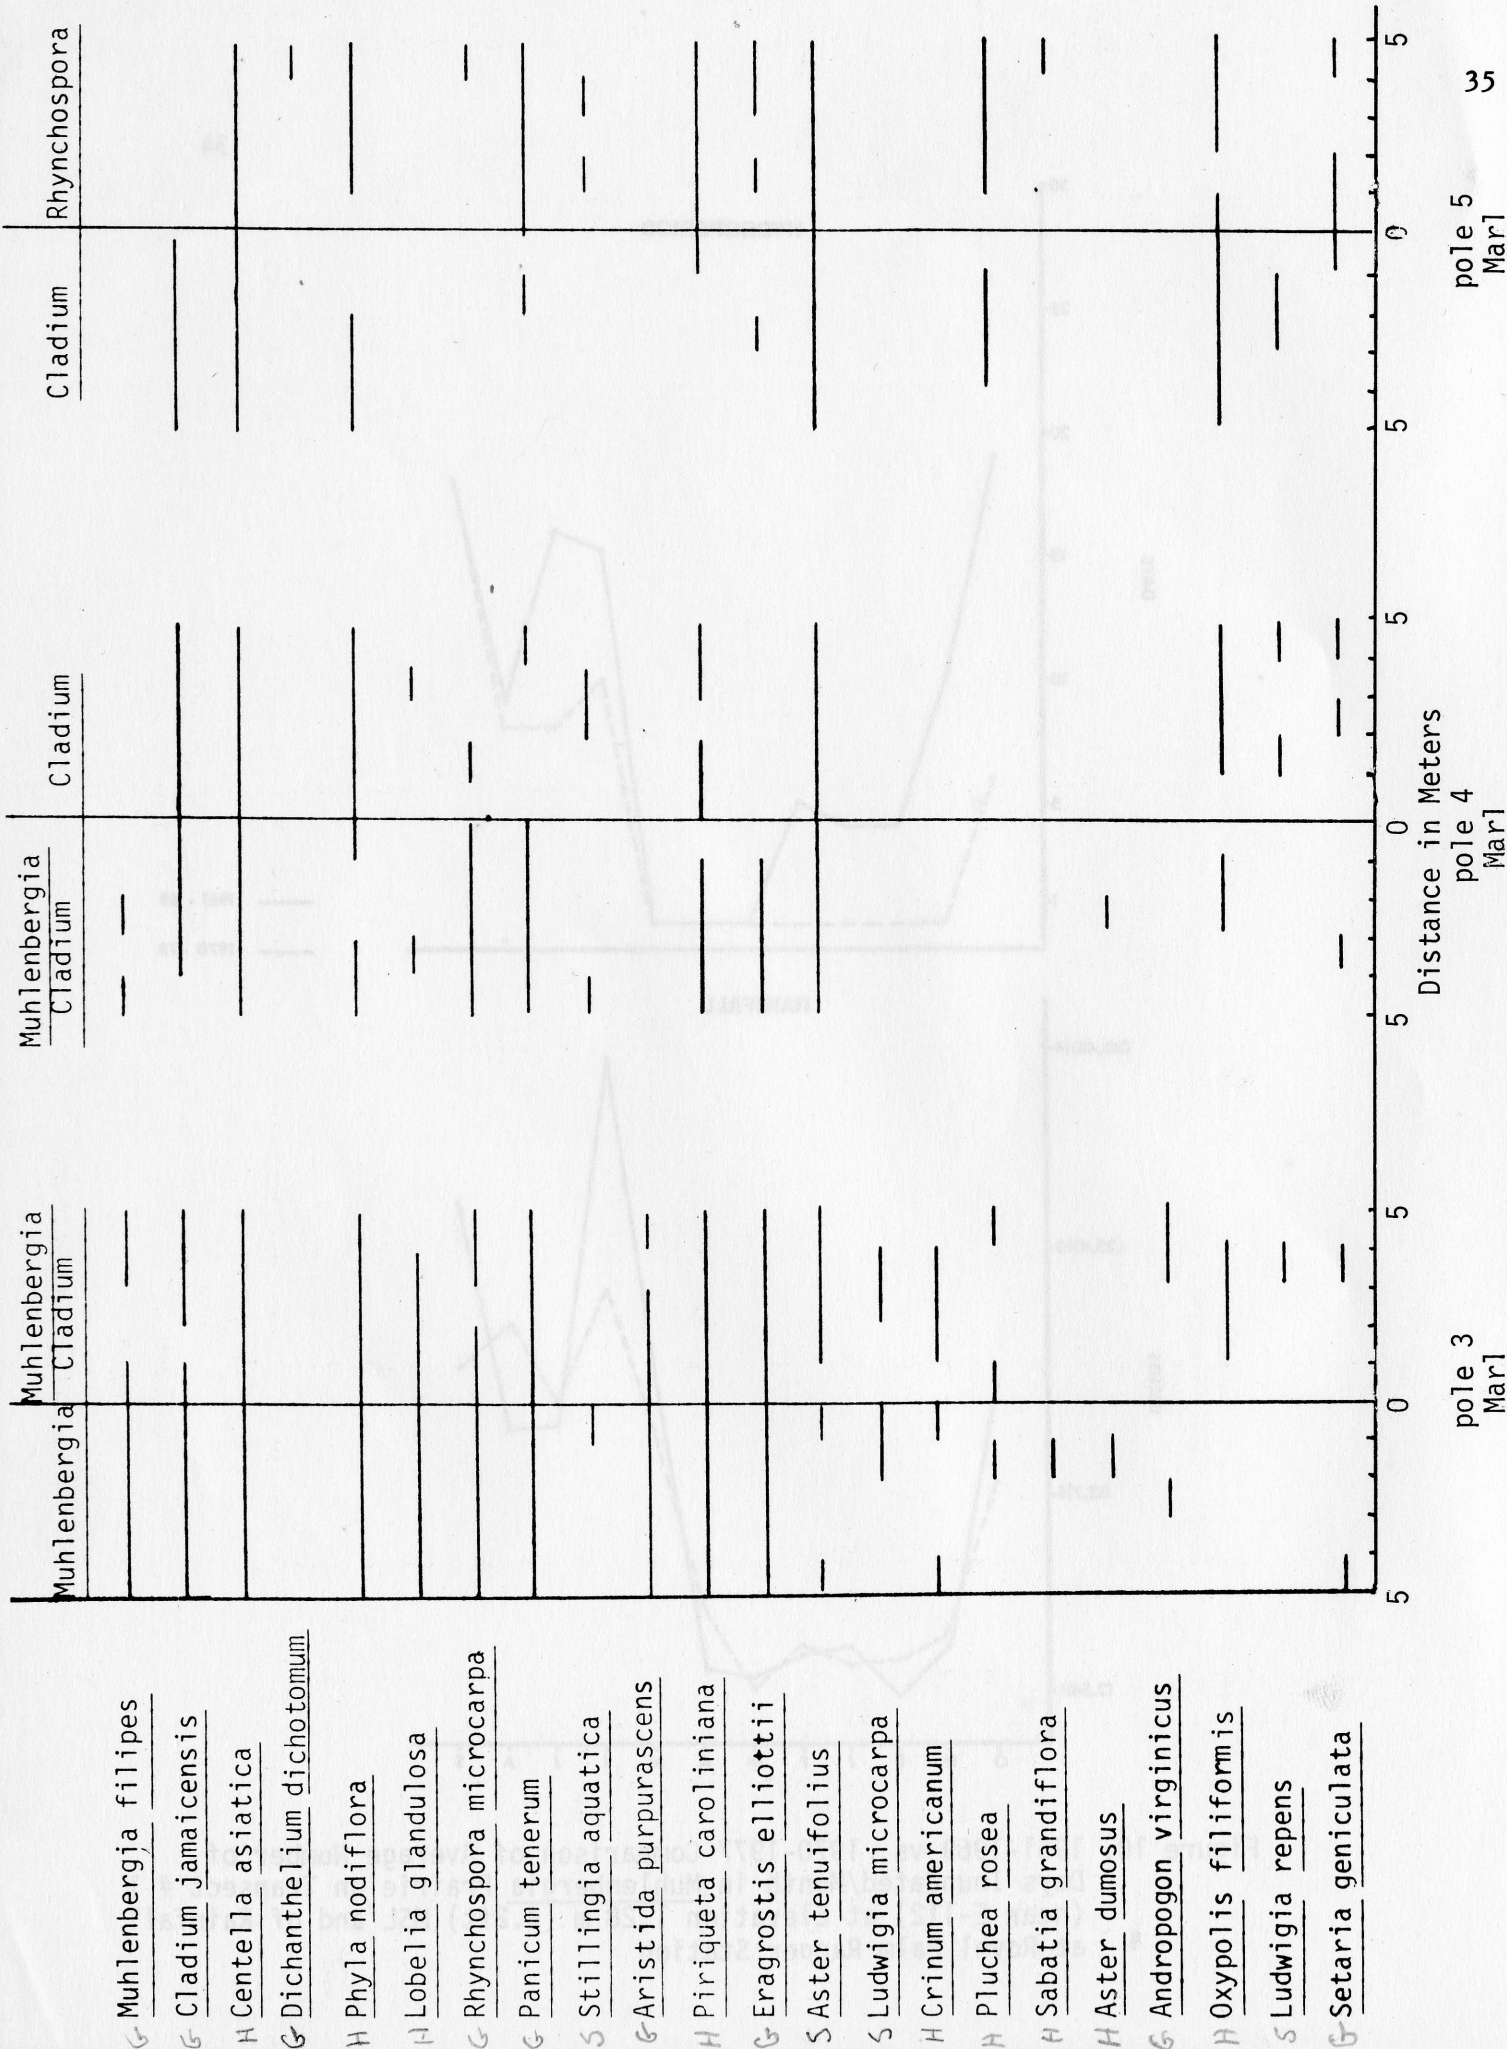 35
Muhlenbergia
Muhlenbergia
Cladium
Muhlenbergia
Cladium
Cladium
Cladium
Rhynchospora
G Muhlenbergia filipes
G Cladium jamaicensis
H Centella asiatica
G Dichanthelium dichotomum
H Phyla nodiflora
H Lobelia glandulosa
G Rhynchospora microcarpa
G Panicum tenerum
S Stillingia aquatica
G Aristida purpurascens
H Piriqueta caroliniana
G Eragrostis elliottii
S Aster tenuifolius
S Ludwigia microcarpa
H Crinum americanum
H Pluchea rosea
H Sabatia grandiflora
H Aster dumosus
G Andropogon virginicus
H Oxypolis filiformis
S Ludwigia repens
G Setaria geniculata
5 0 5 5 0 5 5 0 5
Distance in Meters
pole 3 pole 4 pole 5
Marl Marl Marl